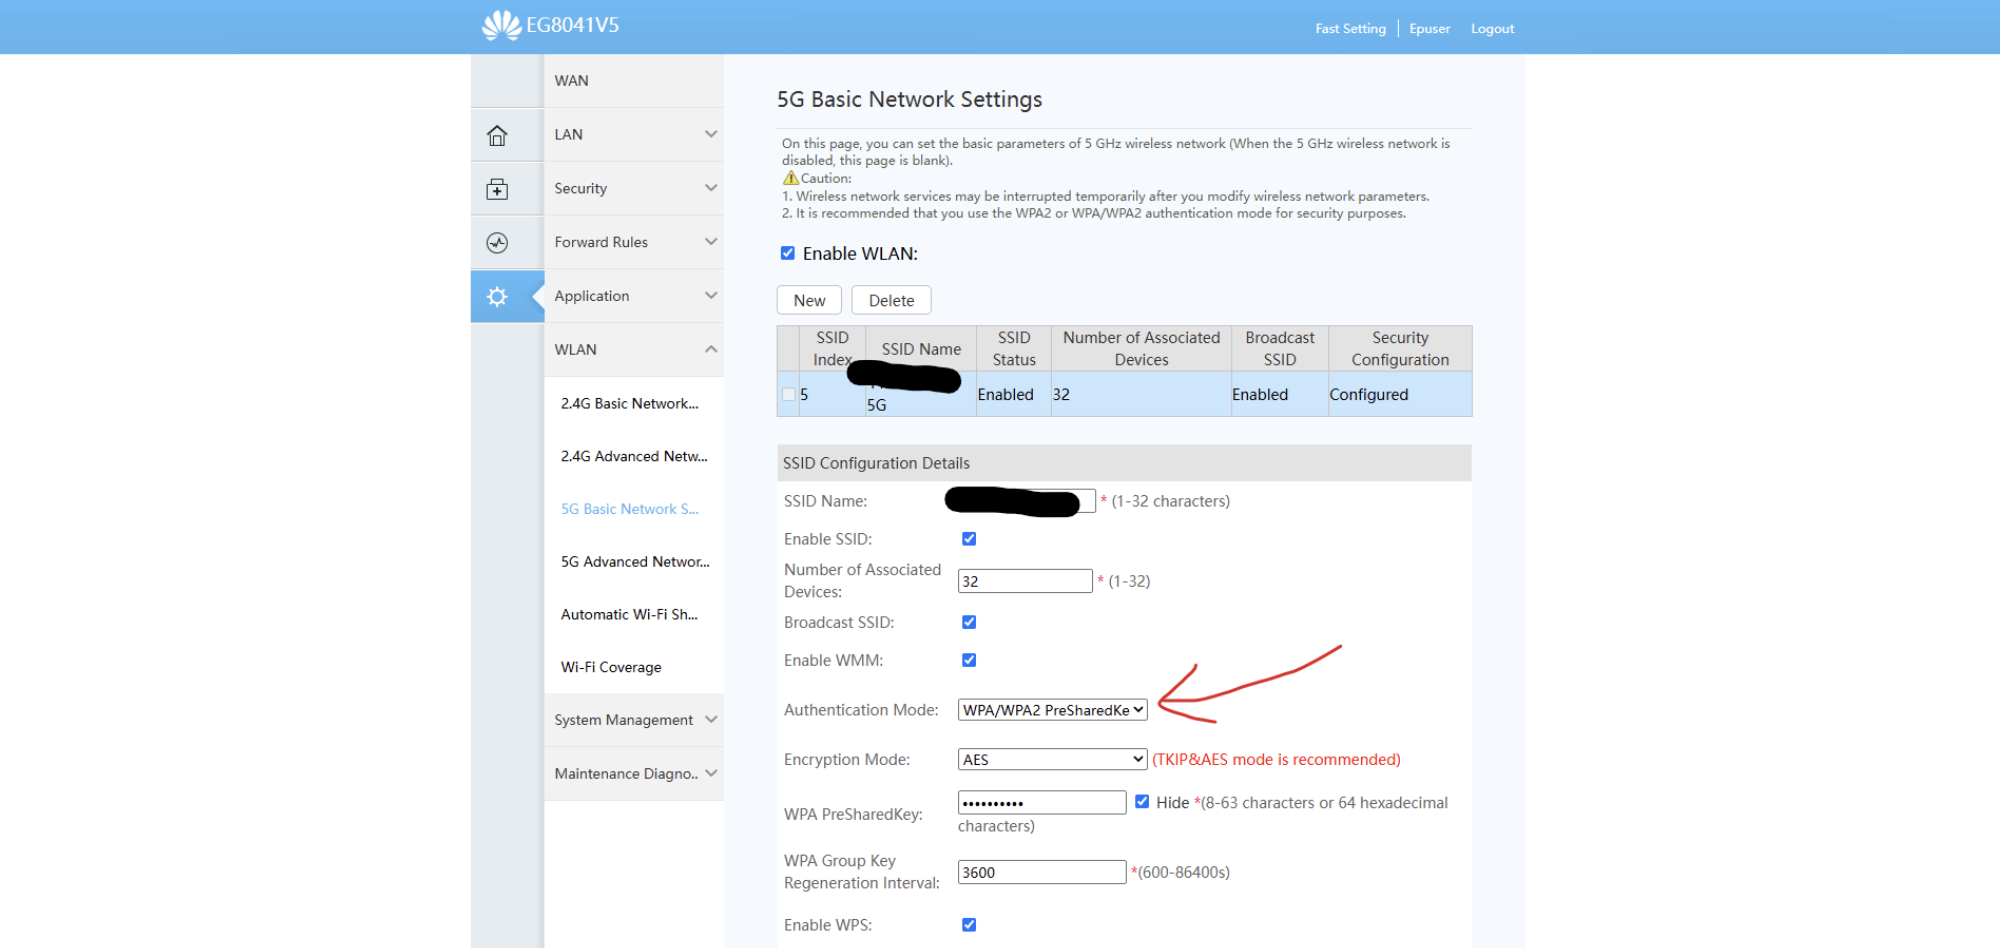 EG8041V5
Fast Setting
Epuser
Logout
WAN
LAN
Security
Forward Rules
Application
WLAN
2.4G Basic Network...
2.4G Advanced Netw...
5G Basic Network S...
5G Advanced Networ...
Automatic Wi-Fi Sh...
Wi-Fi Coverage
System Management
Maintenance Diagno..
5G Basic Network Settings
On this page, you can set the basic parameters of 5 GHz wireless network (When the 5 GHz wireless network is
disabled, this page is blank).
Caution:
1. Wireless network services may be interrupted temporarily after you modify wireless network parameters.
2. It is recommended that you use the WPA2 or WPA/WPA2 authentication mode for security purposes.
Enable WLAN:
New Delete
SSID Index SSID Name SSID Status Number of Associated Devices Broadcast SSID Security Configuration
5 5G Enabled 32 Enabled Configured
SSID Configuration Details
SSID Name: * (1-32 characters)
Enable SSID:
Number of Associated
Devices: 32 * (1-32)
Broadcast SSID:
Enable WMM:
Authentication Mode: WPA/WPA2 PreSharedKe
Encryption Mode: AES (TKIP&AES mode is recommended)
WPA PreSharedKey: •••••••••• Hide *(8-63 characters or 64 hexadecimal
characters)
WPA Group Key
Regeneration Interval: 3600 *(600-86400s)
Enable WPS: